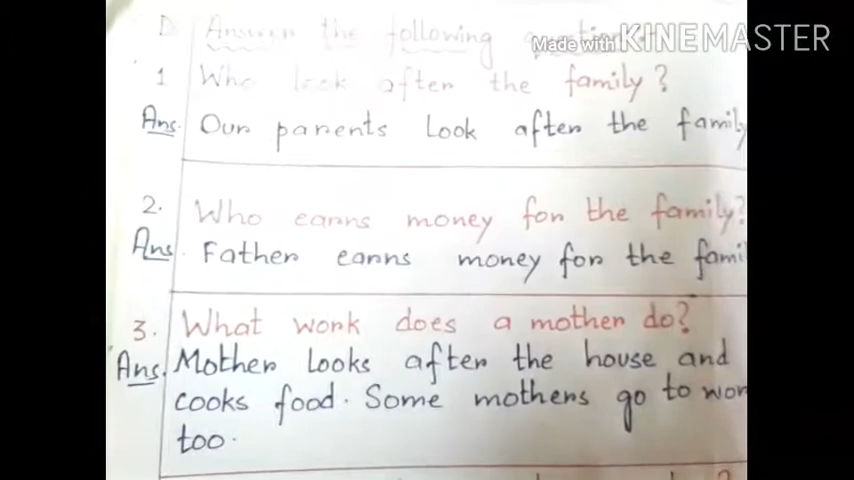 D Answer the following
Made with KINEMASTER
1 Who look after the family?
Ans. Our parents Look after the family
2. Who earns money for the family?
Ans. Father earns money for the fami
3. What work does a mother do?
Ans. Mother looks after the house and
cooks food. Some mothers go to wor
too.